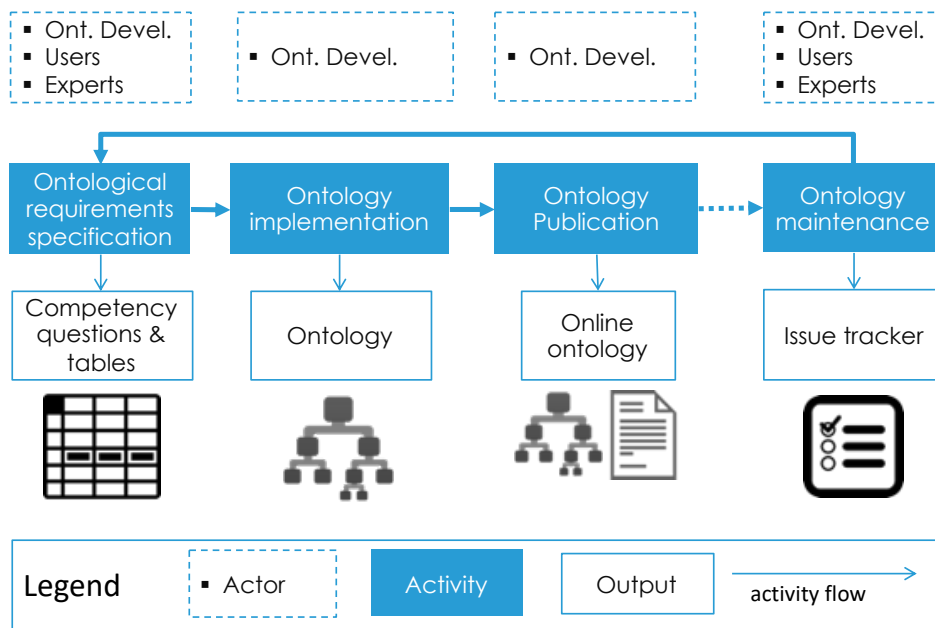 ▪ Ont. Devel.
▪ Users
▪ Experts
▪ Ont. Devel.
▪ Ont. Devel.
▪ Ont. Devel.
▪ Users
▪ Experts
Ontological
requirements
specification
Ontology
implementation
Ontology
Publication
Ontology
maintenance
Competency
questions &
tables
Ontology
Online
ontology
Issue tracker
Legend
▪ Actor
Activity
Output
activity flow